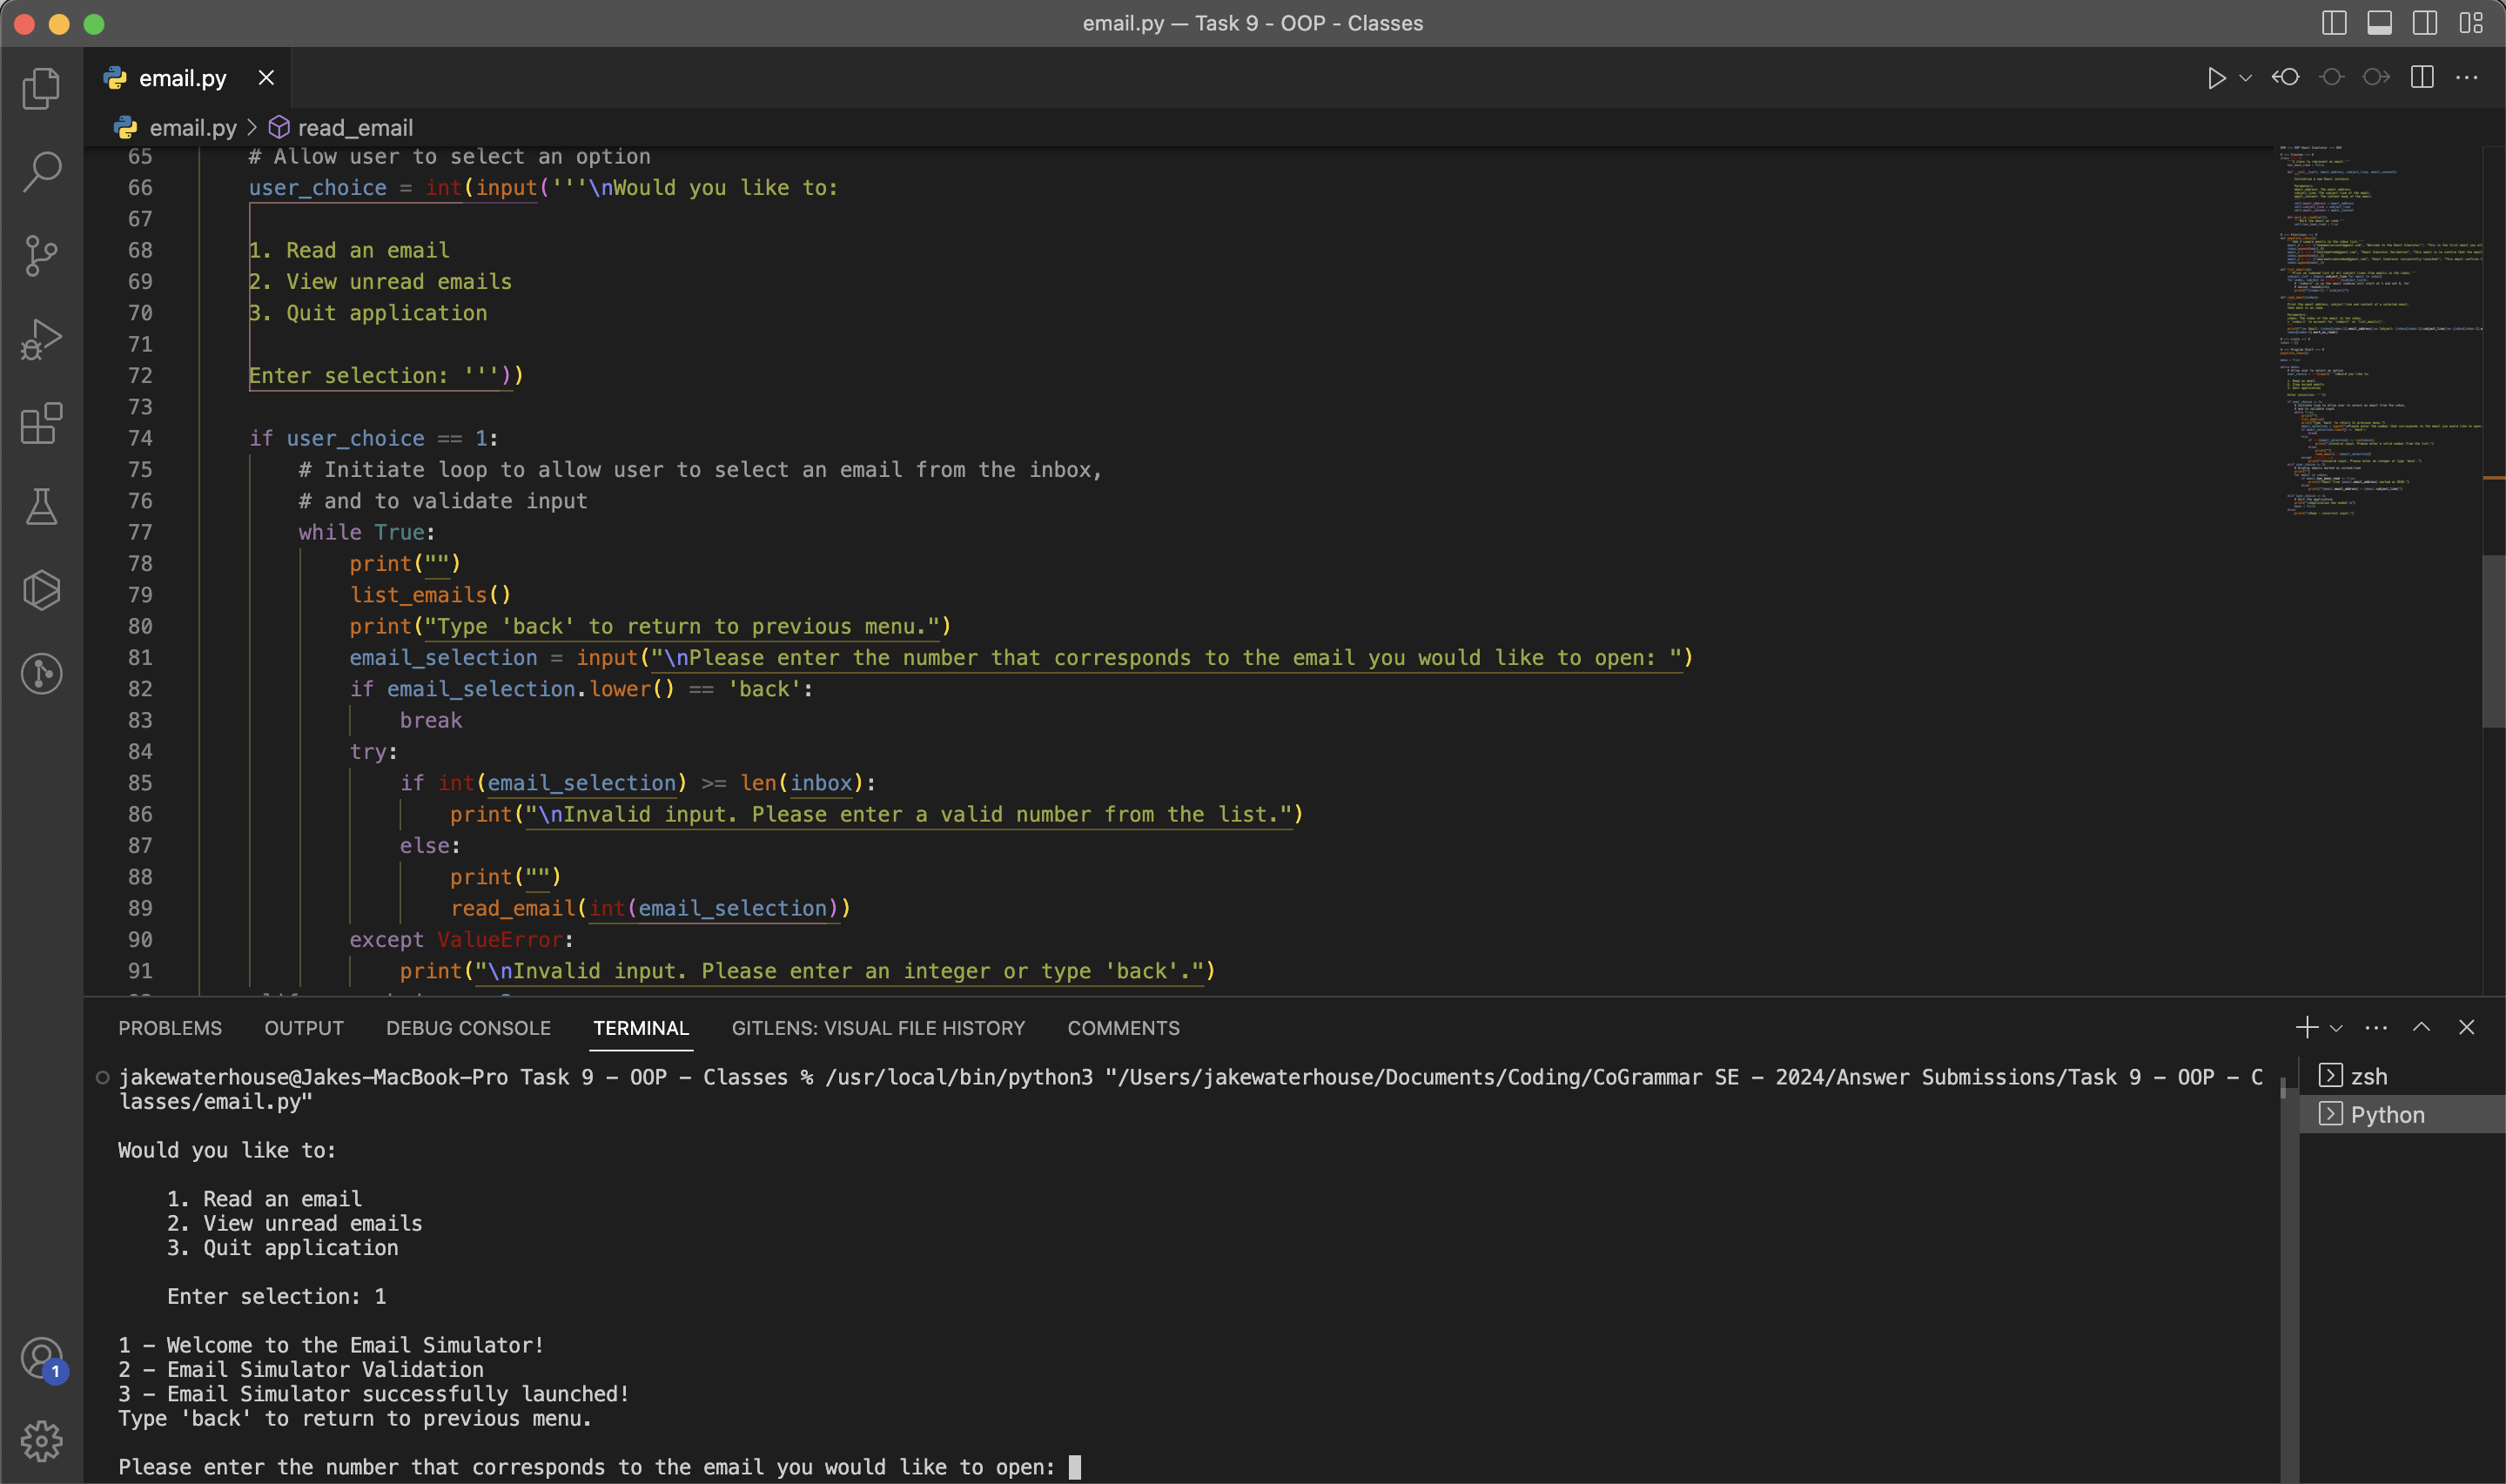 email.py — Task 9 - OOP - Classes
email.py
email.py > read_email
65 # Allow user to select an option
66 user_choice = int(input('''\nWould you like to:
67
68 1. Read an email
69 2. View unread emails
70 3. Quit application
71
72 Enter selection: '''))
73
74 if user_choice == 1:
75 # Initiate loop to allow user to select an email from the inbox,
76 # and to validate input
77 while True:
78 print("")
79 list_emails()
80 print("Type 'back' to return to previous menu.")
81 email_selection = input("\nPlease enter the number that corresponds to the email you would like to open: ")
82 if email_selection.lower() == 'back':
83 break
84 try:
85 if int(email_selection) >= len(inbox):
86 print("\nInvalid input. Please enter a valid number from the list.")
87 else:
88 print("")
89 read_email(int(email_selection))
90 except ValueError:
91 print("\nInvalid input. Please enter an integer or type 'back'.")
PROBLEMS OUTPUT DEBUG CONSOLE TERMINAL GITLENS: VISUAL FILE HISTORY COMMENTS
jakewaterhouse@Jakes-MacBook-Pro Task 9 - OOP - Classes % /usr/local/bin/python3 "/Users/jakewaterhouse/Documents/Coding/CoGrammar SE - 2024/Answer Submissions/Task 9 - OOP - C
lasses/email.py"
zsh
Python
Would you like to:
1. Read an email
2. View unread emails
3. Quit application
Enter selection: 1
1 - Welcome to the Email Simulator!
2 - Email Simulator Validation
3 - Email Simulator successfully launched!
Type 'back' to return to previous menu.
Please enter the number that corresponds to the email you would like to open:
1